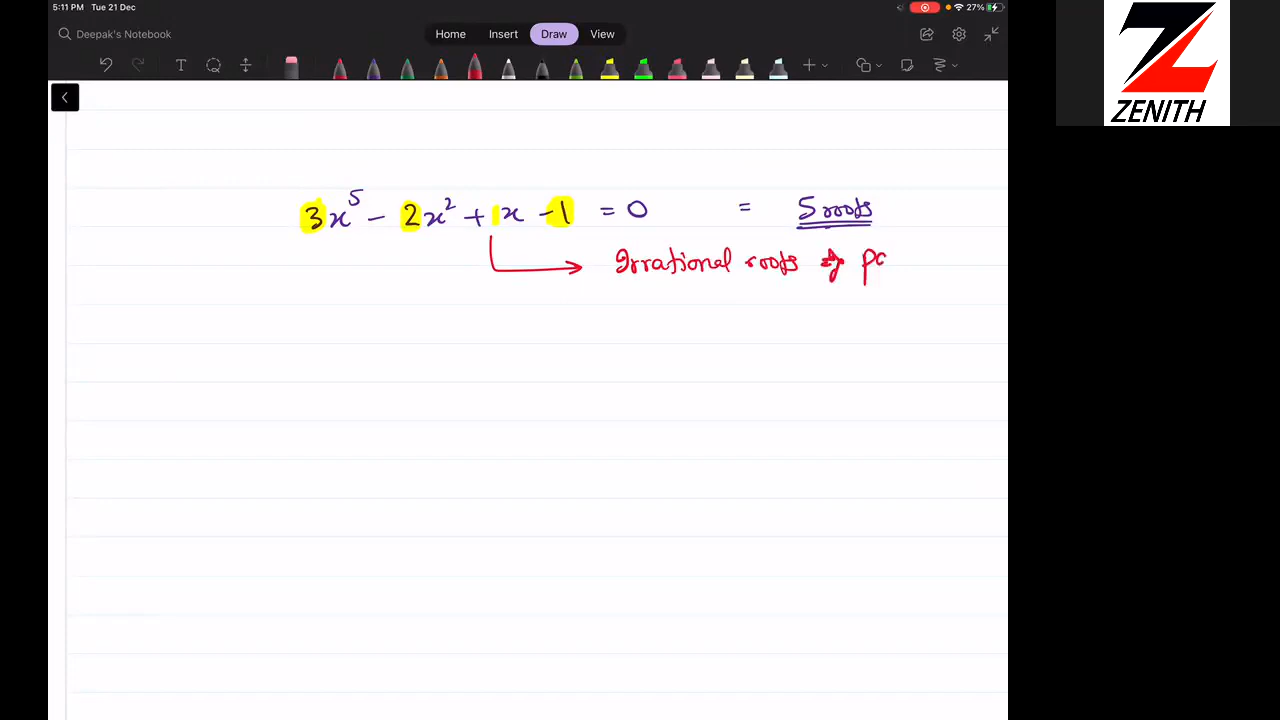 5:11 PM Tue 21 Dec
27%
Deepak's Notebook
Home Insert Draw View
ZENITH
3x⁵ - 2x² + 1x - 1 = 0 = 5 roots
Irrational roots → pa